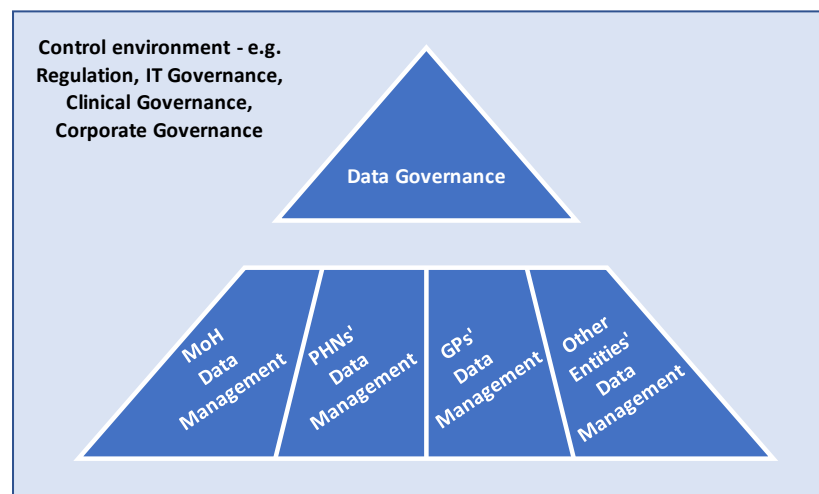 Control environment - e.g.
Regulation, IT Governance,
Clinical Governance,
Corporate Governance
Data Governance
MoH
Data
Management
PHNs'
Data
Management
GPs'
Data
Management
Other
Entities'
Data
Management